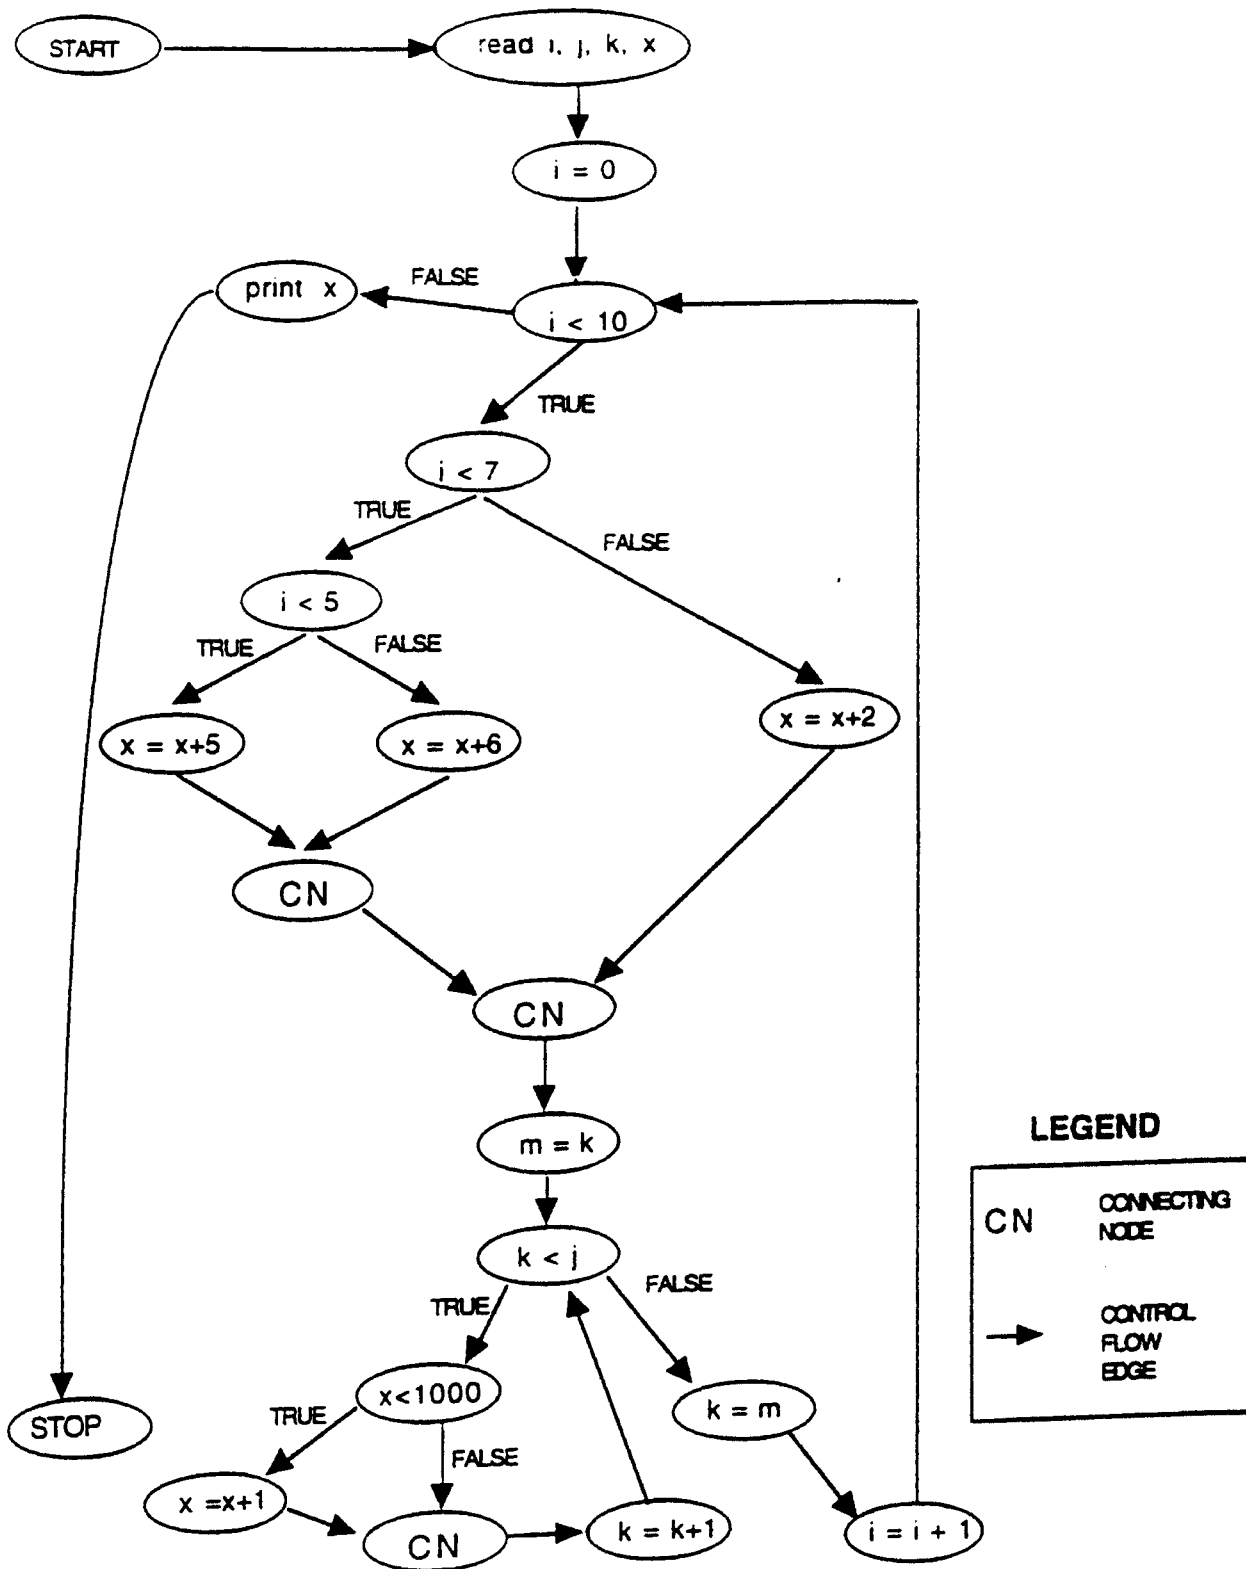 START
read i, j, k, x
i = 0
print x
FALSE
i < 10
TRUE
i < 7
TRUE
FALSE
i < 5
TRUE
FALSE
x = x+5
x = x+6
x = x+2
CN
CN
m = k
k < j
TRUE
FALSE
x<1000
k = m
TRUE
FALSE
STOP
x =x+1
CN
k = k+1
i = i + 1
LEGEND
CN
CONNECTING
NODE
CONTROL
FLOW
EDGE